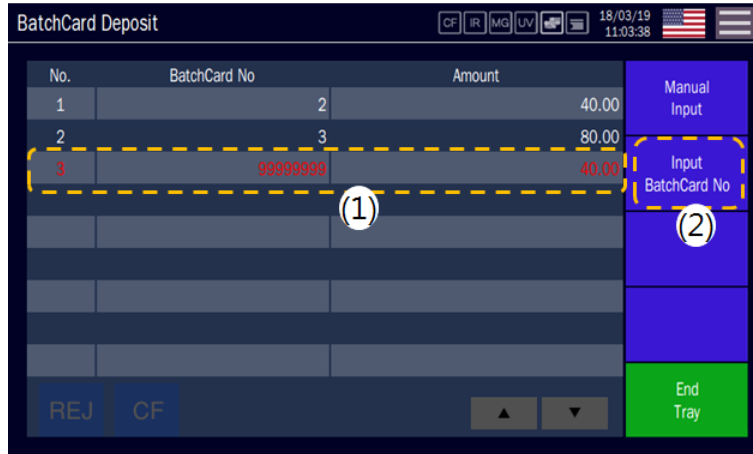 BatchCard Deposit
CF IR MG UV
18/03/19
11:03:38
No. BatchCard No Amount
1 2 40.00
2 3 80.00
3 99999999 40.00
(1)
Manual
Input
Input
BatchCard No
(2)
REJ CF ▲ ▼
End
Tray